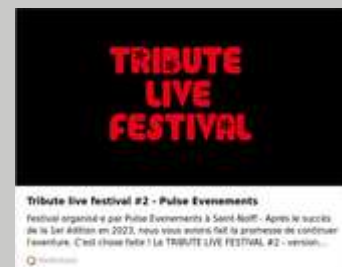 TRIBUTE
LIVE
FESTIVAL
Tribute live festival #2 - Pulse Evenements
Festival organisé·e par Pulse Evenements à Saint-Nolff - Après le succès
de la 1er édition en 2023, nous vous avions fait la promesse de continuer
l'aventure. C'est chose faite ! Le TRIBUTE LIVE FESTIVAL #2 - version...